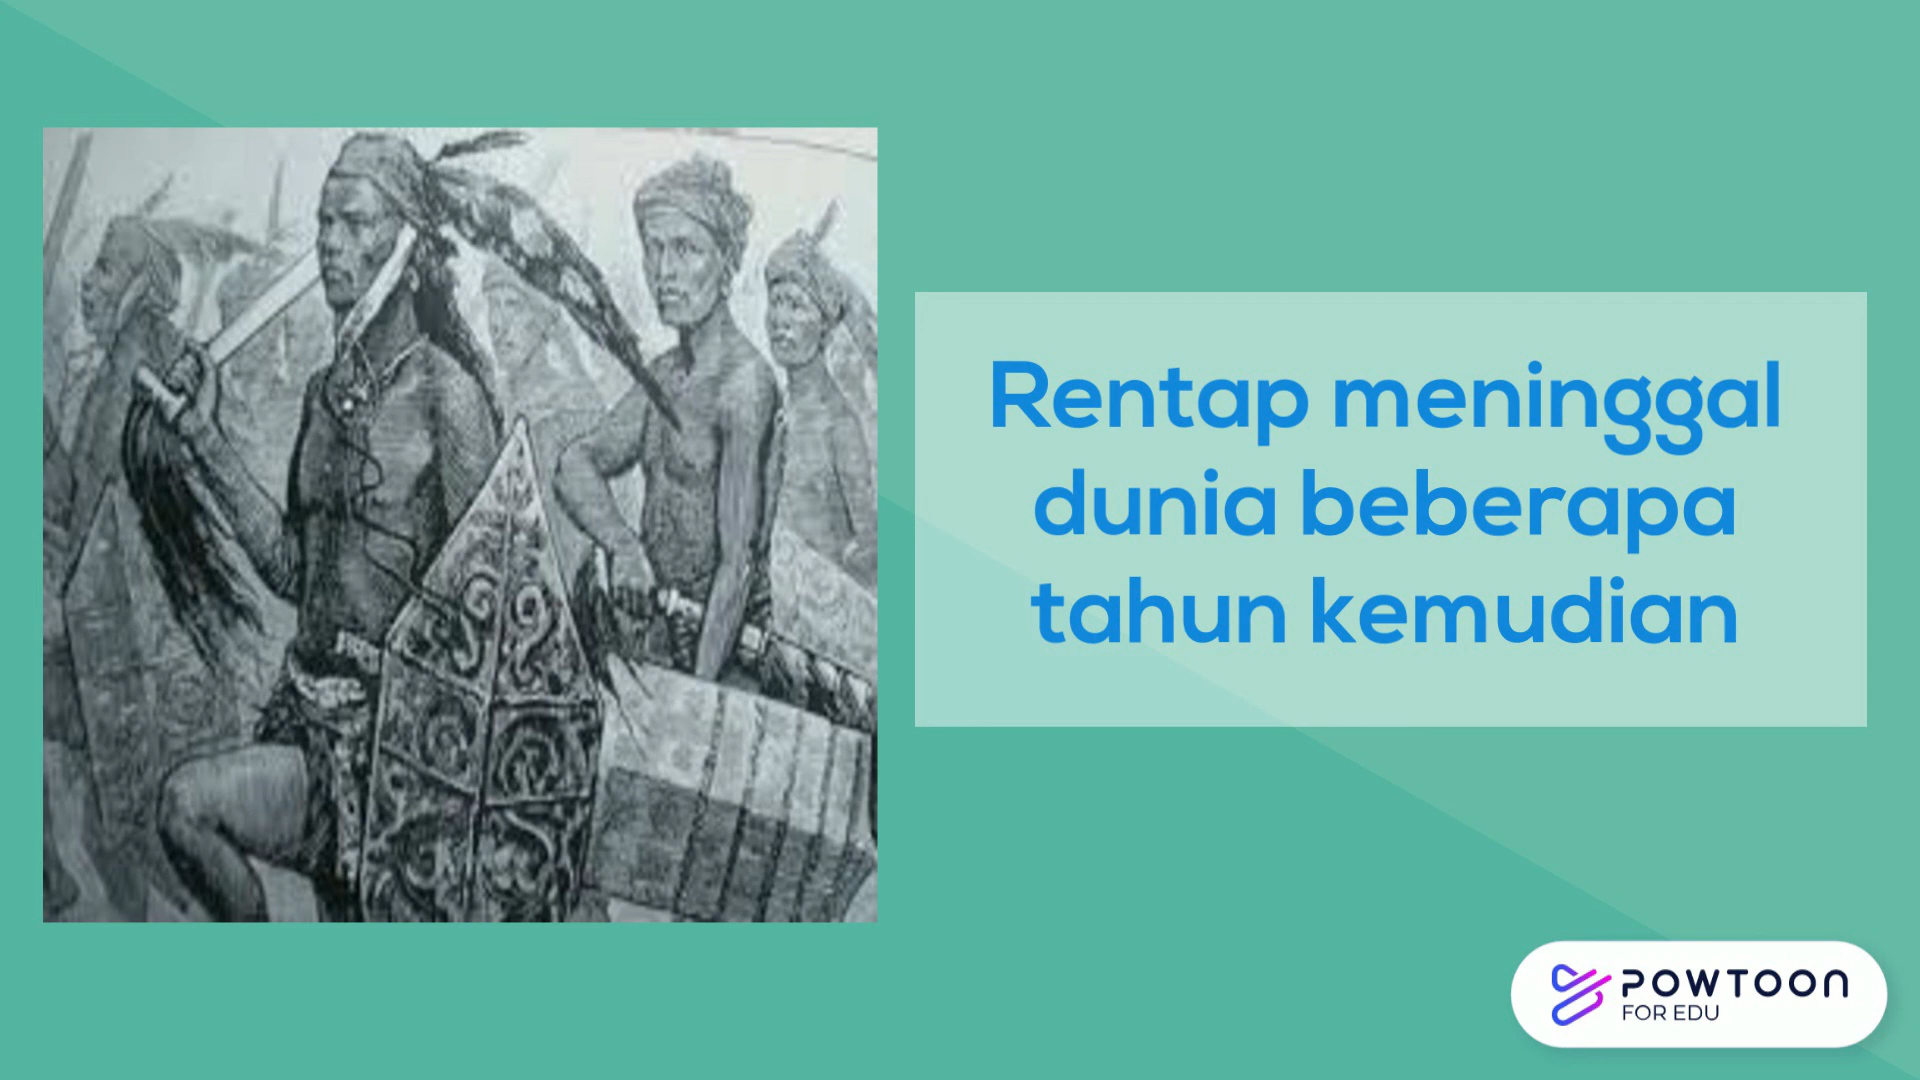 Rentap meninggal
dunia beberapa
tahun kemudian
POWTOON
FOR EDU